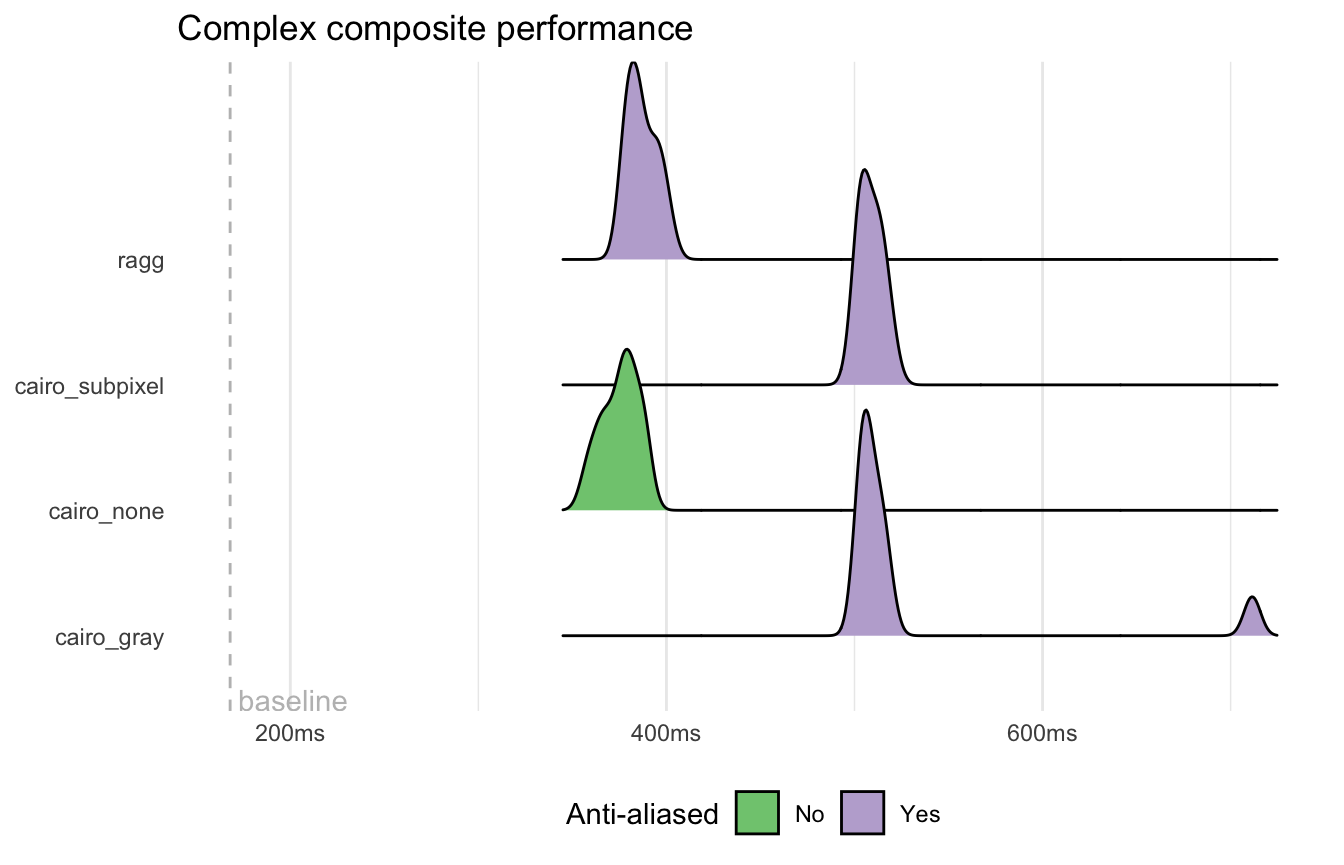 Complex composite performance
ragg
cairo_subpixel
cairo_none
cairo_gray
baseline
200ms 400ms 600ms
Anti-aliased No Yes